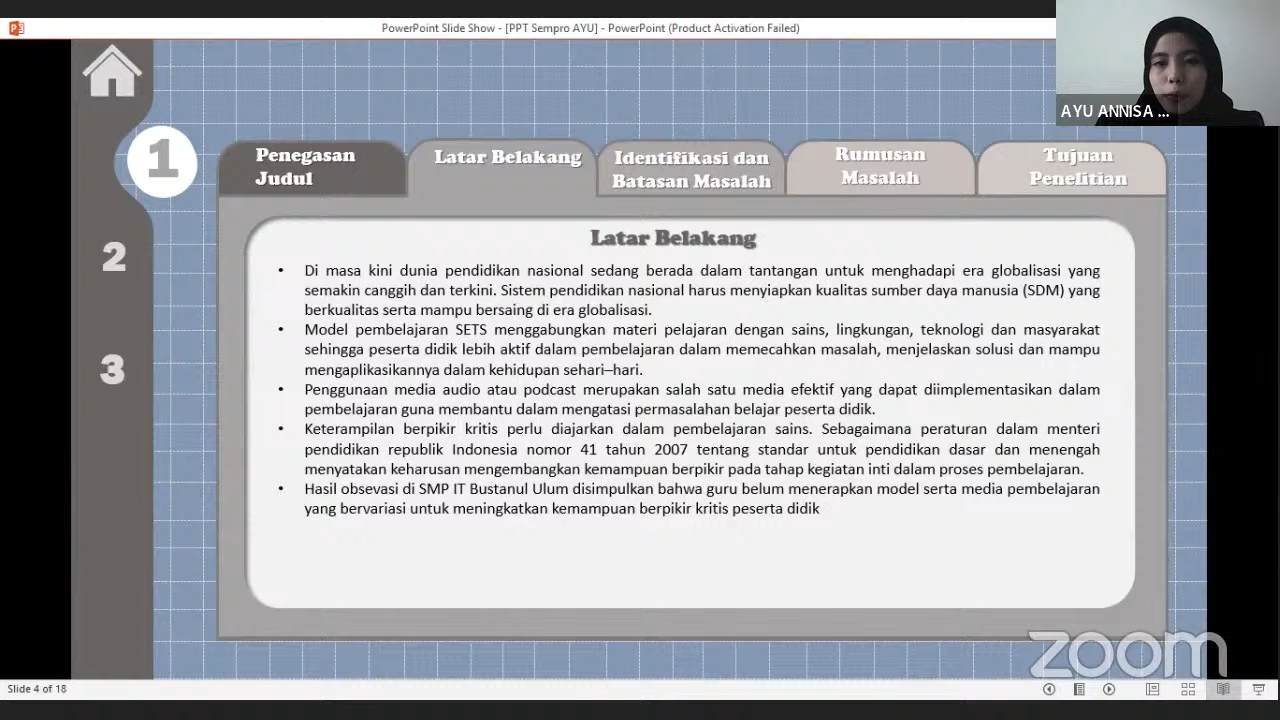 PowerPoint Slide Show - [PPT Sempro AYU] - PowerPoint (Product Activation Failed)
AYU ANNISA ...
1
2
3
Penegasan
Judul
Latar Belakang
Identifikasi dan
Batasan Masalah
Rumusan
Masalah
Tujuan
Penelitian
Latar Belakang
• Di masa kini dunia pendidikan nasional sedang berada dalam tantangan untuk menghadapi era globalisasi yang
semakin canggih dan terkini. Sistem pendidikan nasional harus menyiapkan kualitas sumber daya manusia (SDM) yang
berkualitas serta mampu bersaing di era globalisasi.
• Model pembelajaran SETS menggabungkan materi pelajaran dengan sains, lingkungan, teknologi dan masyarakat
sehingga peserta didik lebih aktif dalam pembelajaran dalam memecahkan masalah, menjelaskan solusi dan mampu
mengaplikasikannya dalam kehidupan sehari–hari.
• Penggunaan media audio atau podcast merupakan salah satu media efektif yang dapat diimplementasikan dalam
pembelajaran guna membantu dalam mengatasi permasalahan belajar peserta didik.
• Keterampilan berpikir kritis perlu diajarkan dalam pembelajaran sains. Sebagaimana peraturan dalam menteri
pendidikan republik Indonesia nomor 41 tahun 2007 tentang standar untuk pendidikan dasar dan menengah
menyatakan keharusan mengembangkan kemampuan berpikir pada tahap kegiatan inti dalam proses pembelajaran.
• Hasil obsevasi di SMP IT Bustanul Ulum disimpulkan bahwa guru belum menerapkan model serta media pembelajaran
yang bervariasi untuk meningkatkan kemampuan berpikir kritis peserta didik
zoom
Slide 4 of 18